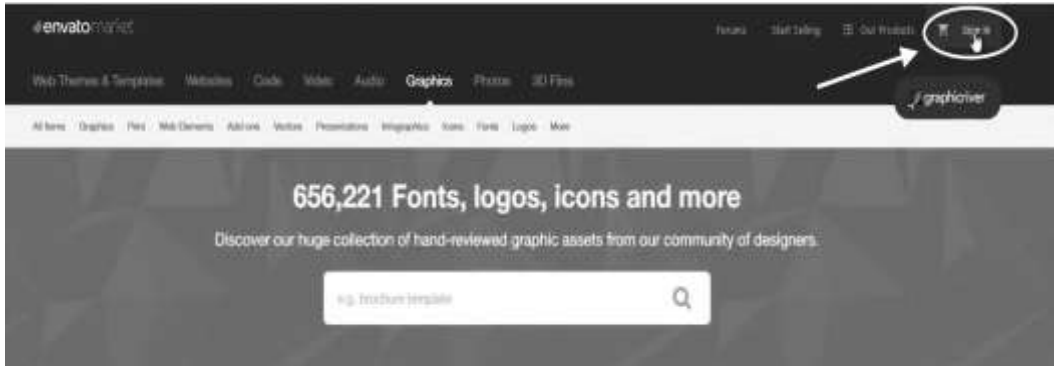 envatomarket
Forums Start Selling Our Products Sign In
Web Themes & Templates Websites Code Video Audio Graphics Photos 3D Files
graphicriver
All Items Graphics Print Web Elements Add-ons Vectors Presentations Infographics Icons Fonts Logos More
656,221 Fonts, logos, icons and more
Discover our huge collection of hand-reviewed graphic assets from our community of designers.
e.g. brochure template